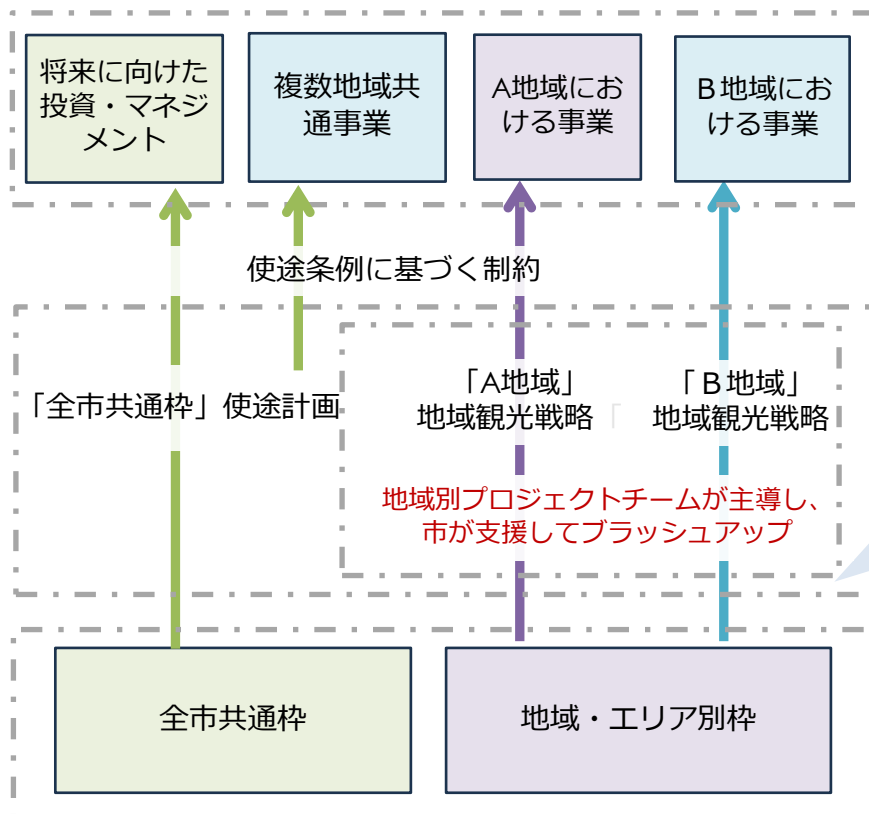 将来に向けた
投資・マネジ
メント
複数地域共
通事業
A地域にお
ける事業
Ｂ地域にお
ける事業
使途条例に基づく制約
「全市共通枠」使途計画
「A地域」
地域観光戦略「
「Ｂ地域」
地域観光戦略
地域別プロジェクトチームが主導し、
市が支援してブラッシュアップ
全市共通枠
地域・エリア別枠